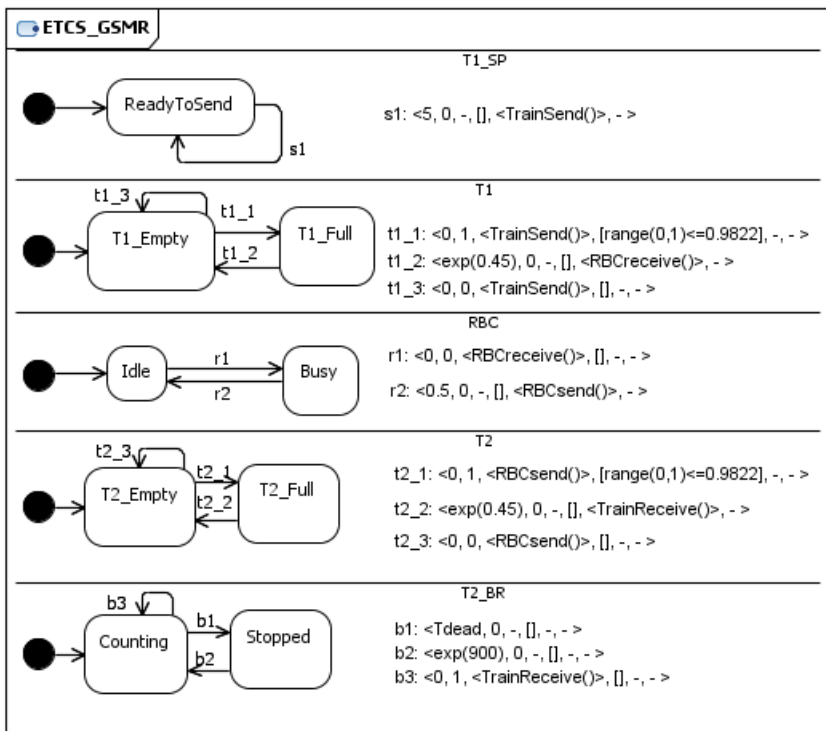 ETCS_GSMR
T1_SP
ReadyToSend
s1
s1: <5, 0, -, [], <TrainSend()>, - >
T1
t1_3
t1_1
T1_Empty
T1_Full
t1_2
t1_1: <0, 1, <TrainSend()>, [range(0,1)<=0.9822], -, - >
t1_2: <exp(0.45), 0, -, [], <RBCreceive()>, - >
t1_3: <0, 0, <TrainSend()>, [], -, - >
RBC
Idle
r1
r2
Busy
r1: <0, 0, <RBCreceive()>, [], -, - >
r2: <0.5, 0, -, [], <RBCsend()>, - >
T2
t2_3
t2_1
T2_Empty
T2_Full
t2_2
t2_1: <0, 1, <RBCsend()>, [range(0,1)<=0.9822], -, - >
t2_2: <exp(0.45), 0, -, [], <TrainReceive()>, - >
t2_3: <0, 0, <RBCsend()>, [], -, - >
T2_BR
b3
b1
Counting
Stopped
b2
b1: <Tdead, 0, -, [], -, - >
b2: <exp(900), 0, -, [], -, - >
b3: <0, 1, <TrainReceive()>, [], -, - >